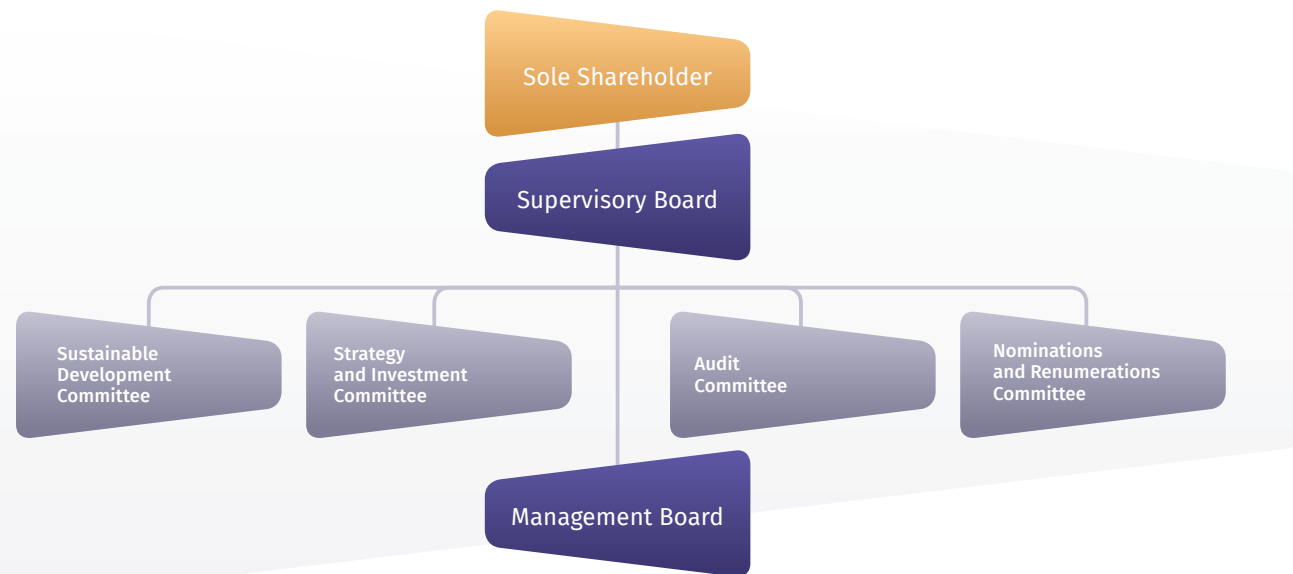 Sole Shareholder
Supervisory Board
Sustainable
Development
Committee
Strategy
and Investment
Committee
Audit
Committee
Nominations
and Renumerations
Committee
Management Board